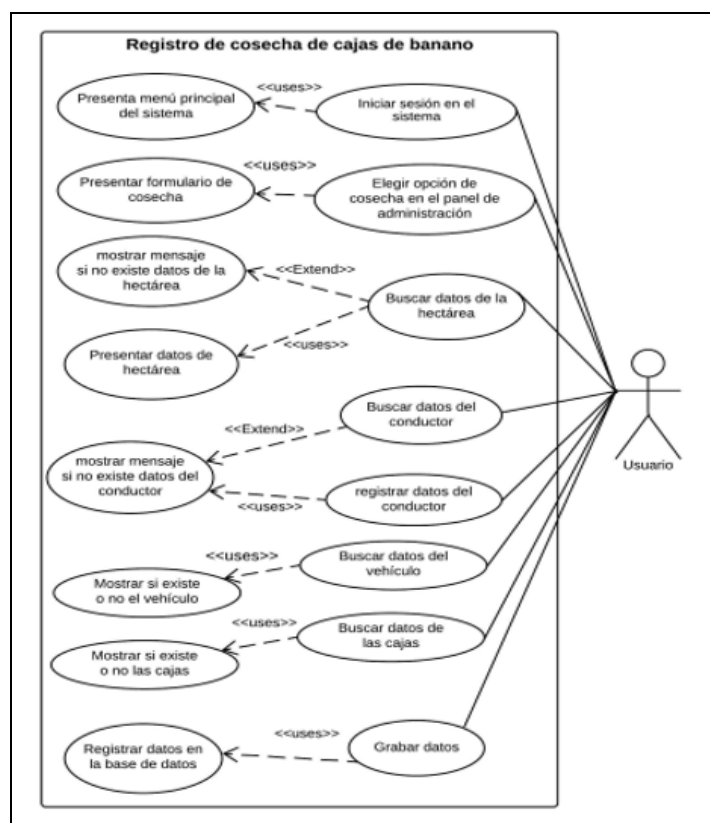 Registro de cosecha de cajas de banano
Presenta menú principal
del sistema
<<uses>>
Iniciar sesión en el
sistema
Presentar formulario de
cosecha
<<uses>>
Elegir opción de
cosecha en el panel de
administración
mostrar mensaje
si no existe datos de la
hectárea
<<Extend>>
Buscar datos de la
hectárea
Presentar datos de
hectárea
<<uses>>
Buscar datos del
conductor
<<Extend>>
mostrar mensaje
si no existe datos del
conductor
<<uses>>
registrar datos del
conductor
Usuario
<<uses>>
Buscar datos del
vehículo
Mostrar si existe
o no el vehículo
<<uses>>
Buscar datos de
las cajas
Mostrar si existe
o no las cajas
<<uses>>
Grabar datos
Registrar datos en
la base de datos